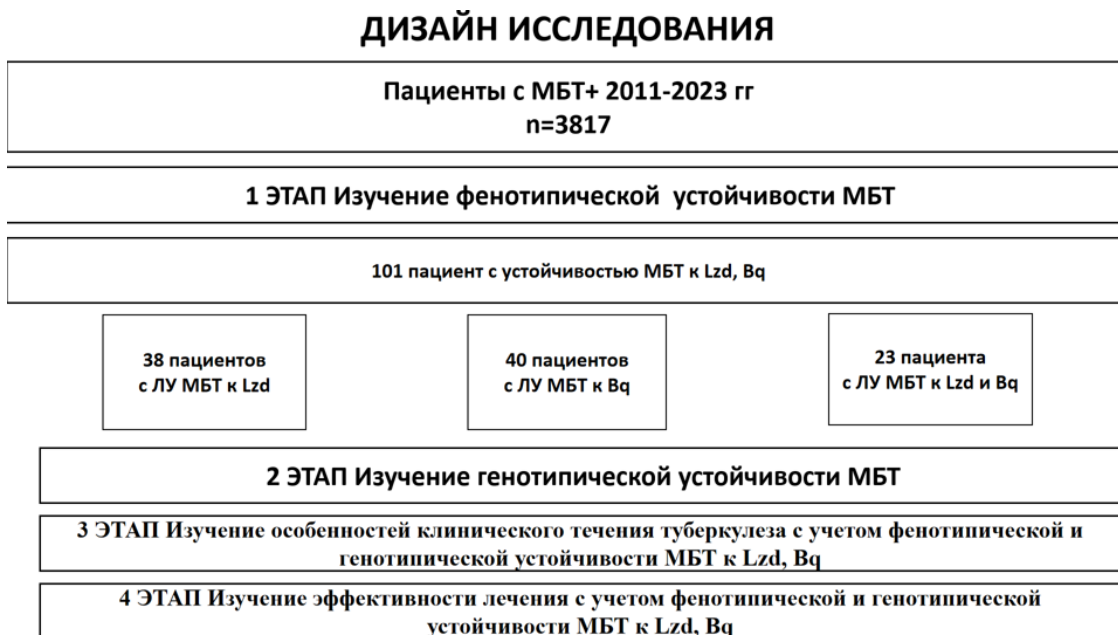 ДИЗАЙН ИССЛЕДОВАНИЯ
Пациенты с МБТ+ 2011-2023 гг
n=3817
1 ЭТАП Изучение фенотипической устойчивости МБТ
101 пациент с устойчивостью МБТ к Lzd, Bq
38 пациентов
с ЛУ МБТ к Lzd
40 пациентов
с ЛУ МБТ к Bq
23 пациента
с ЛУ МБТ к Lzd и Bq
2 ЭТАП Изучение генотипической устойчивости МБТ
3 ЭТАП Изучение особенностей клинического течения туберкулеза с учетом фенотипической и
генотипической устойчивости МБТ к Lzd, Bq
4 ЭТАП Изучение эффективности лечения с учетом фенотипической и генотипической
устойчивости МБТ к Lzd, Bq